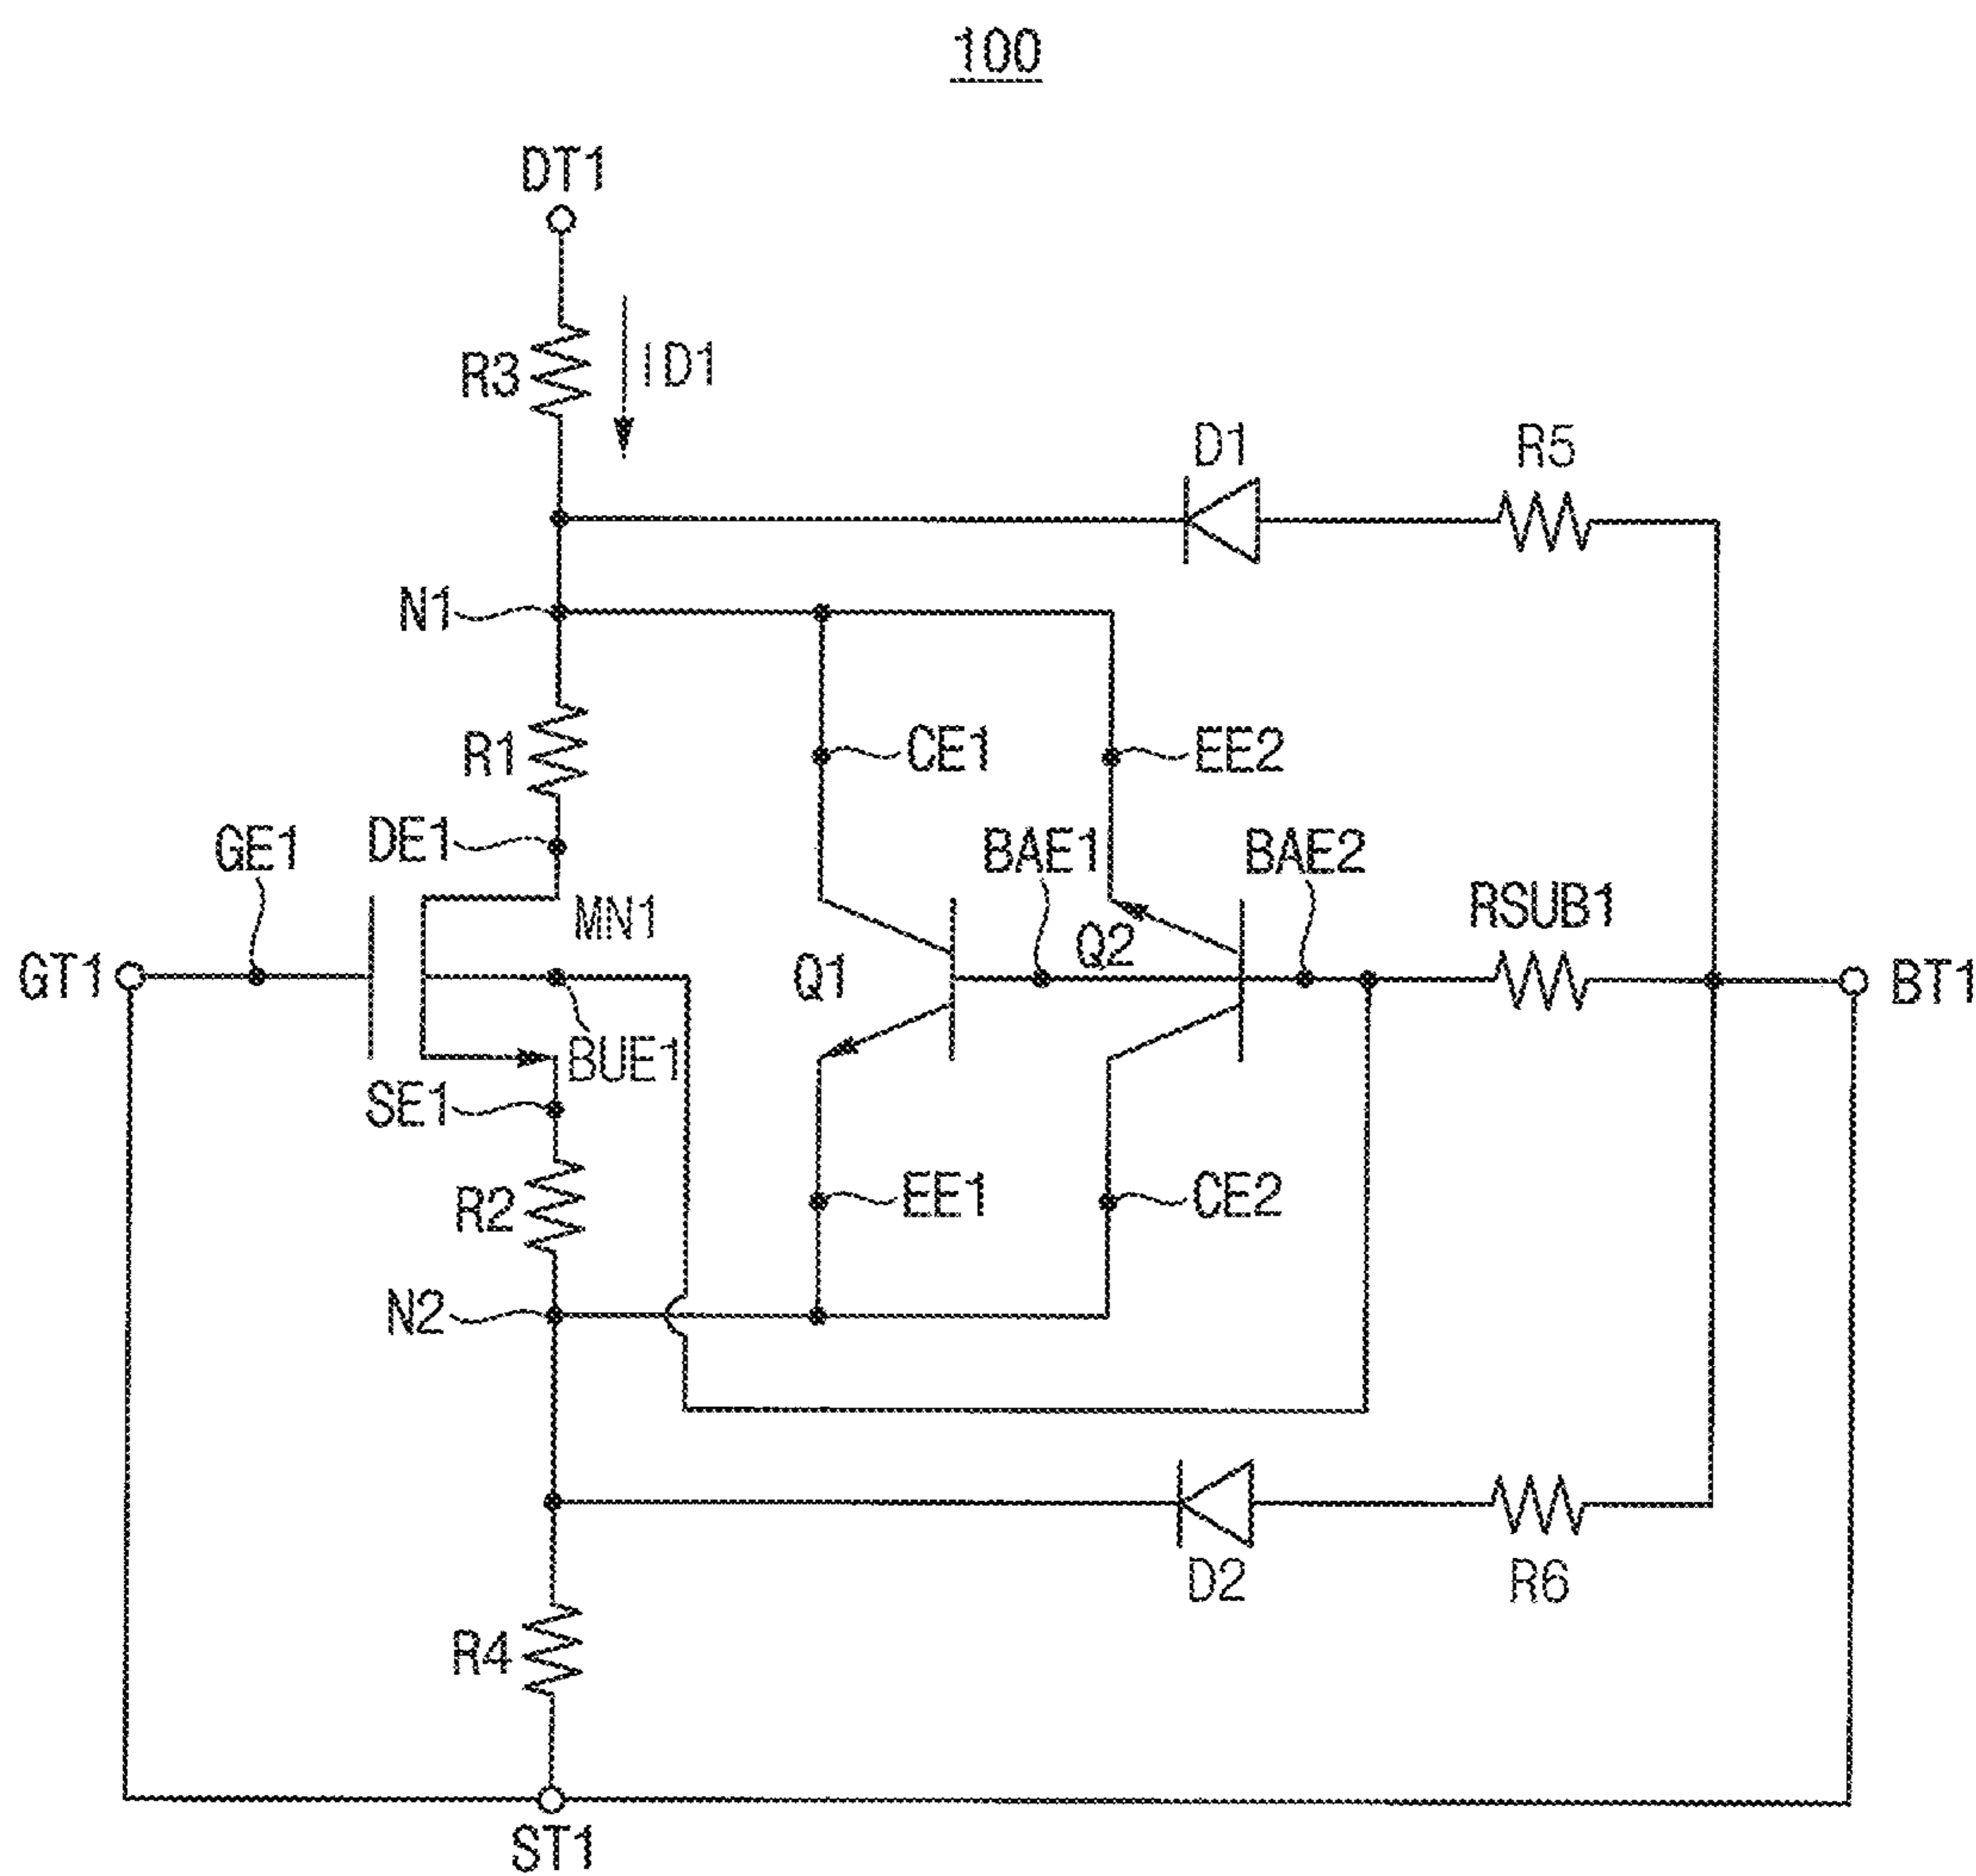 100
DT1
R3
ID1
D1
R5
N1
R1
CE1
EE2
GE1
DE1
BAE1
BAE2
MN1
RSUB1
GT1
Q1
Q2
BT1
BUE1
SE1
R2
EE1
CE2
N2
D2
R6
R4
ST1